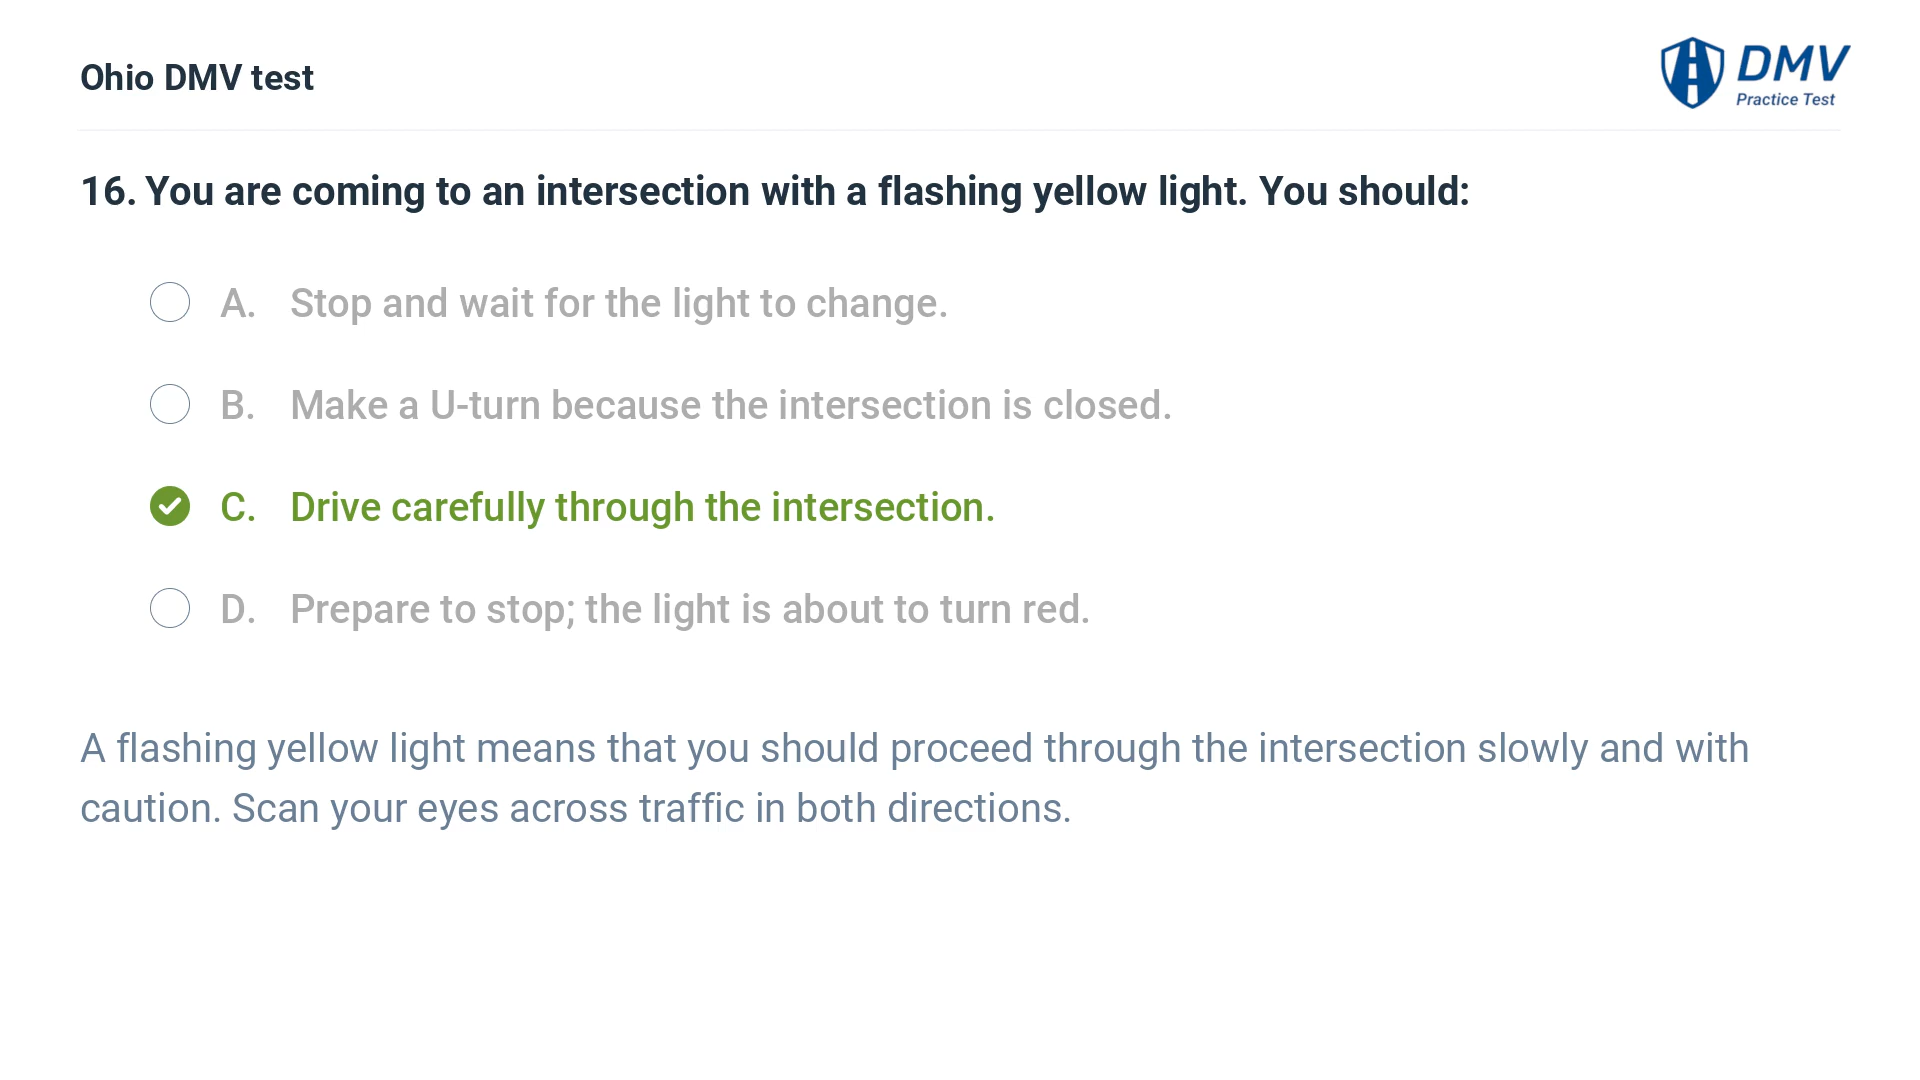 Ohio DMV test
DMV
Practice Test
16. You are coming to an intersection with a flashing yellow light. You should:
A. Stop and wait for the light to change.
B. Make a U-turn because the intersection is closed.
C. Drive carefully through the intersection.
D. Prepare to stop; the light is about to turn red.
A flashing yellow light means that you should proceed through the intersection slowly and with
caution. Scan your eyes across traffic in both directions.